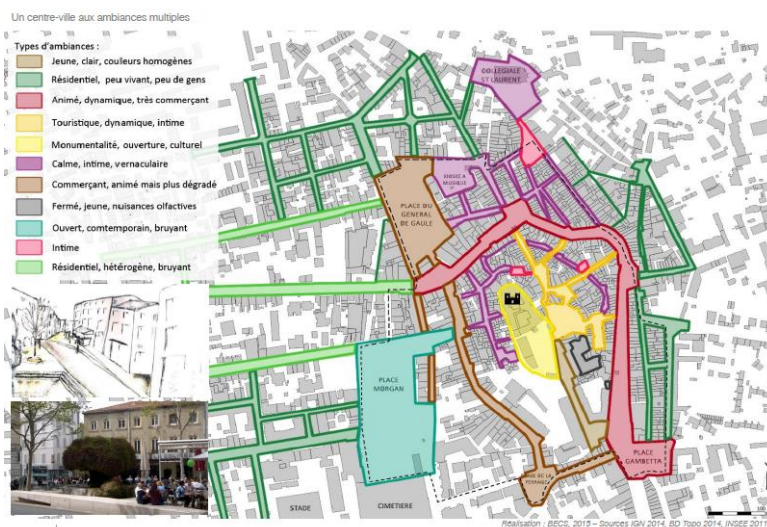 Un centre-ville aux ambiances multiples
Types d'ambiances :
Jeune, clair, couleurs homogènes
Résidentiel, peu vivant, peu de gens
Animé, dynamique, très commerçant
Touristique, dynamique, intime
Monumentalité, ouverture, culturel
Calme, intime, vernaculaire
Commerçant, animé mais plus dégradé
Fermé, jeune, nuisances olfactives
Ouvert, comtemporain, bruyant
Intime
Résidentiel, hétérogène, bruyant
COLLEGIALE
ST LAURENT
PLACE DU
GENERAL
DE GAULE
PLACE
MORGAN
PLACE
GAMBETTA
STADE
CIMETIERE
Réalisation : BECS, 2015 – Sources IGN 2014, BD Topo 2014, INSEE 201